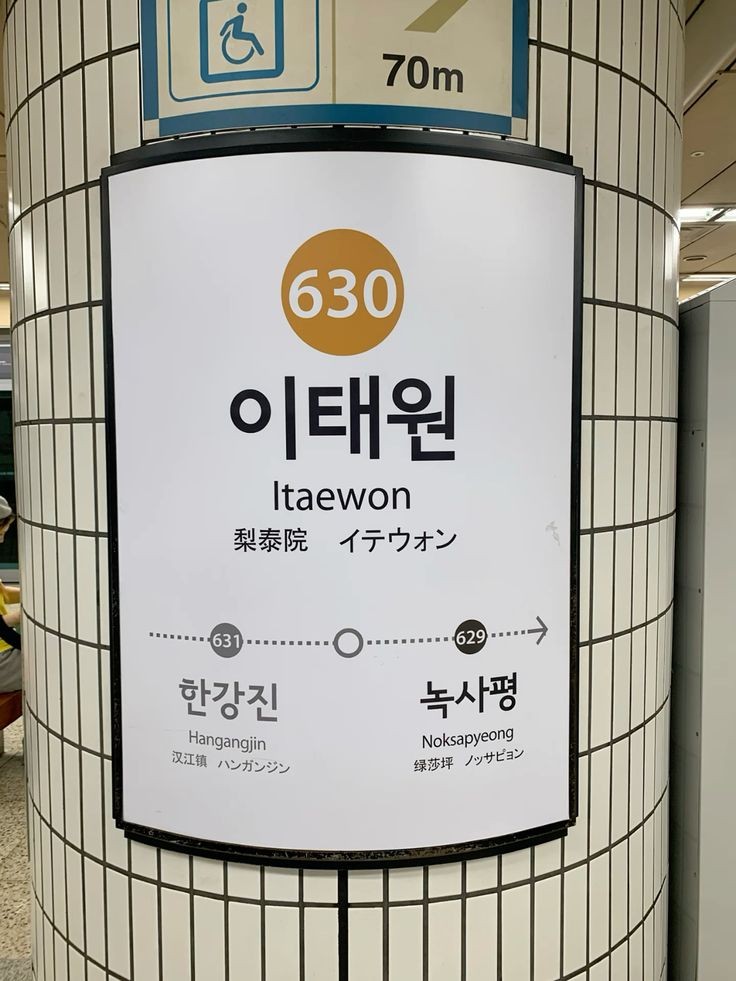 70m
630
이태원
Itaewon
梨泰院 イテウォン
631 629
한강진 녹사평
Hangangjin Noksapyeong
汉江镇 ハンガンジン 绿莎坪 ノッサピョン